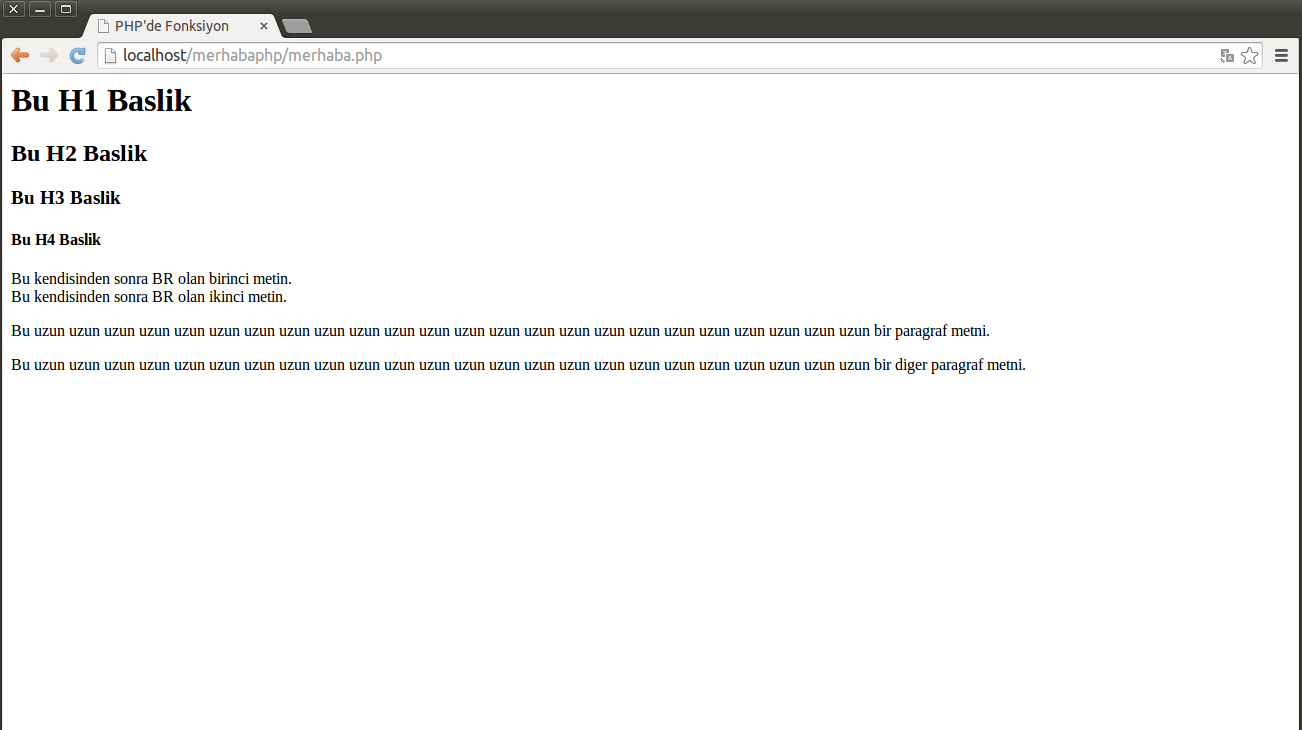 PHP'de Fonksiyon
localhost/merhabaphp/merhaba.php
Bu H1 Baslik
Bu H2 Baslik
Bu H3 Baslik
Bu H4 Baslik
Bu kendisinden sonra BR olan birinci metin.
Bu kendisinden sonra BR olan ikinci metin.
Bu uzun uzun uzun uzun uzun uzun uzun uzun uzun uzun uzun uzun uzun uzun uzun uzun uzun uzun uzun uzun uzun uzun uzun uzun bir paragraf metni.
Bu uzun uzun uzun uzun uzun uzun uzun uzun uzun uzun uzun uzun uzun uzun uzun uzun uzun uzun uzun uzun uzun uzun uzun uzun bir diger paragraf metni.